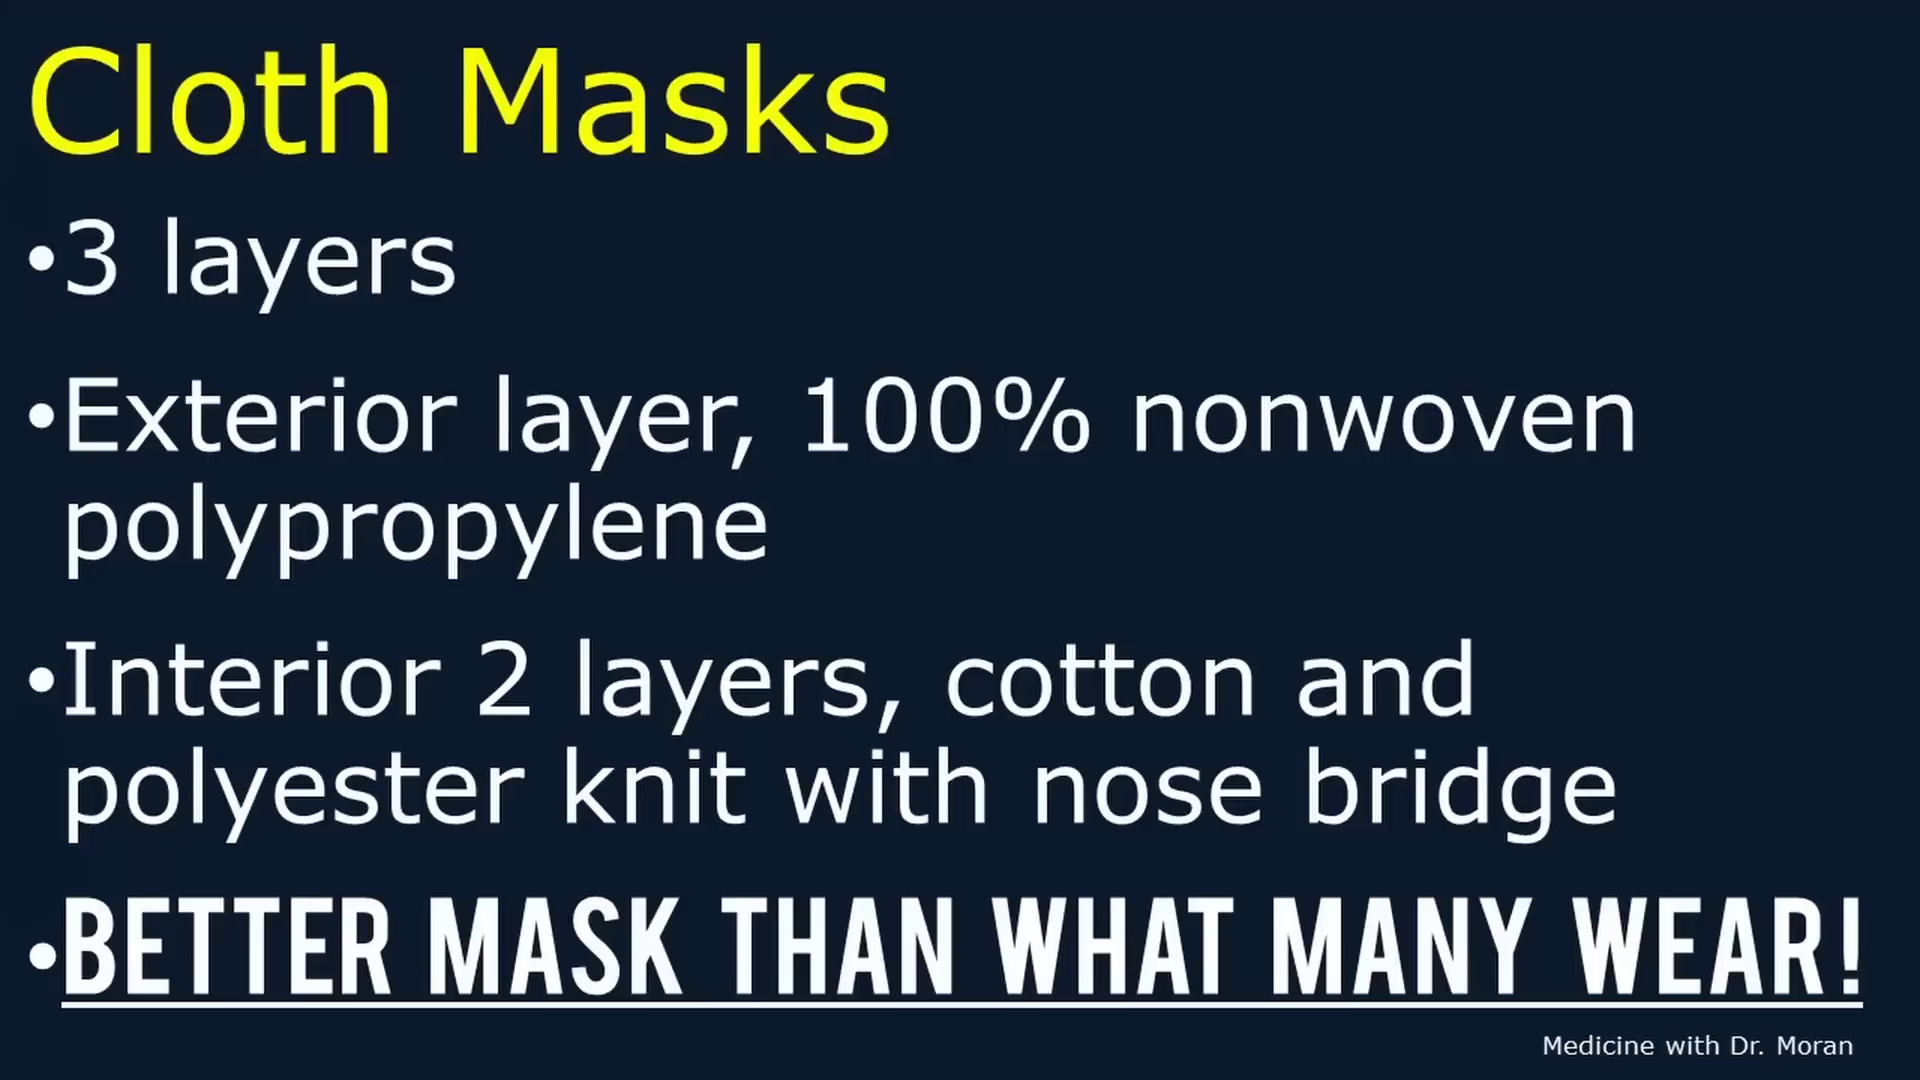 Cloth Masks
•3 layers
•Exterior layer, 100% nonwoven
polypropylene
•Interior 2 layers, cotton and
polyester knit with nose bridge
•BETTER MASK THAN WHAT MANY WEAR!
Medicine with Dr. Moran